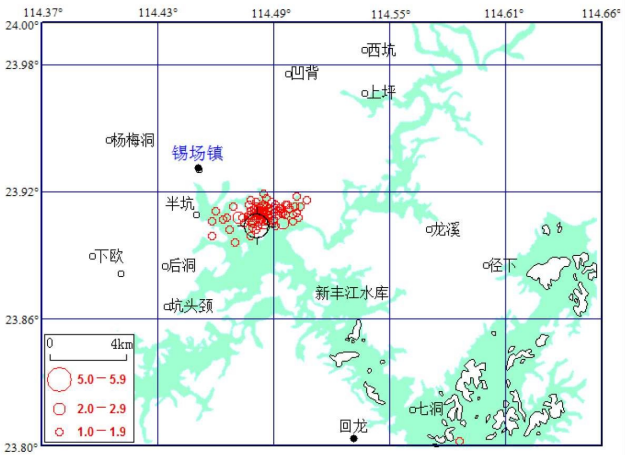 114.37° 114.43° 114.49° 114.55° 114.61° 114.66°
24.00°
西坑
23.98°
凹背
上坪
杨梅洞
锡场镇
23.92°
半坑
龙溪
下欧
后洞
径下
新丰江水库
坑头颈
23.86°
0 4km
5.0－5.9
2.0－2.9
1.0－1.9
七洞
回龙
23.80°